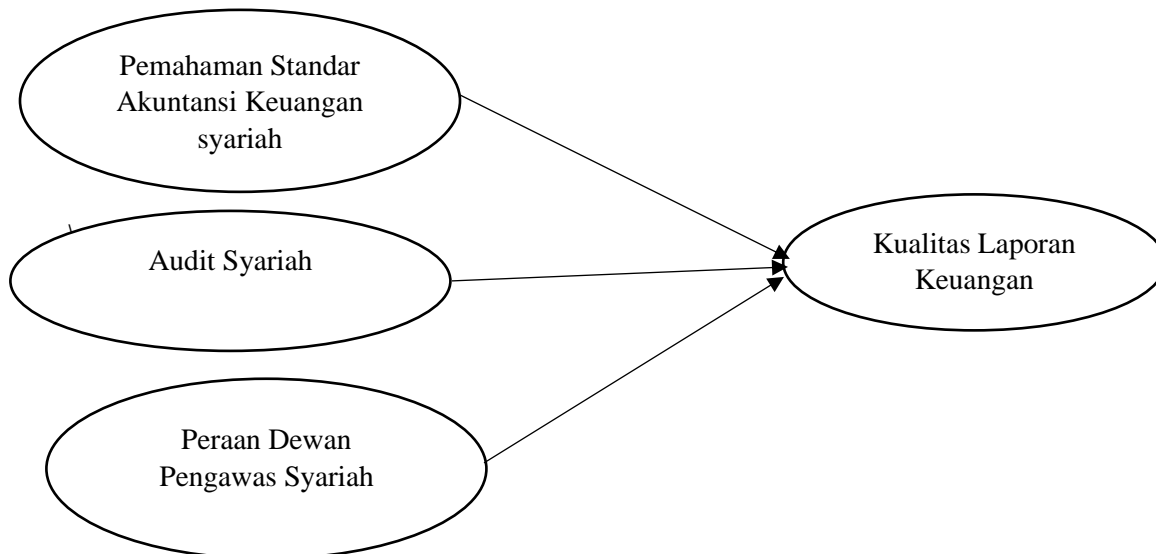 Pemahaman Standar
Akuntansi Keuangan
syariah
Audit Syariah
Kualitas Laporan
Keuangan
Peraan Dewan
Pengawas Syariah